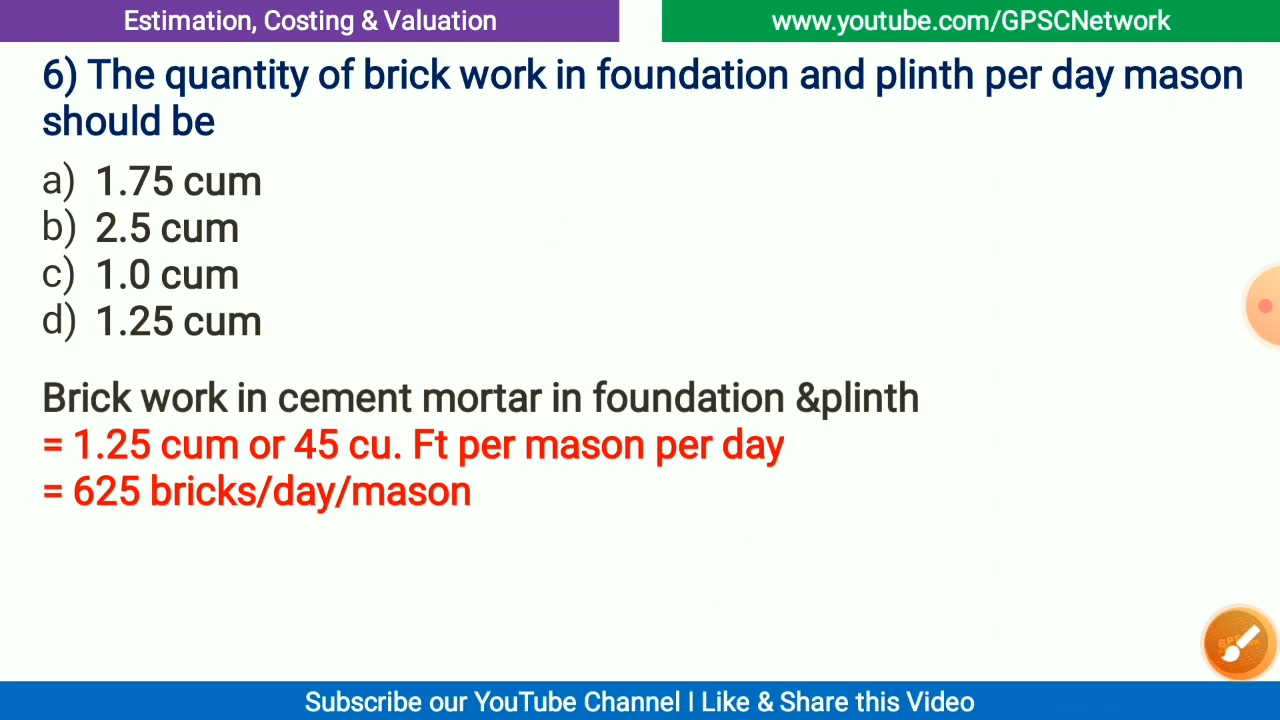 Estimation, Costing & Valuation
www.youtube.com/GPSCNetwork
6) The quantity of brick work in foundation and plinth per day mason
should be
a) 1.75 cum
b) 2.5 cum
c) 1.0 cum
d) 1.25 cum
Brick work in cement mortar in foundation &plinth
= 1.25 cum or 45 cu. Ft per mason per day
= 625 bricks/day/mason
Subscribe our YouTube Channel I Like & Share this Video